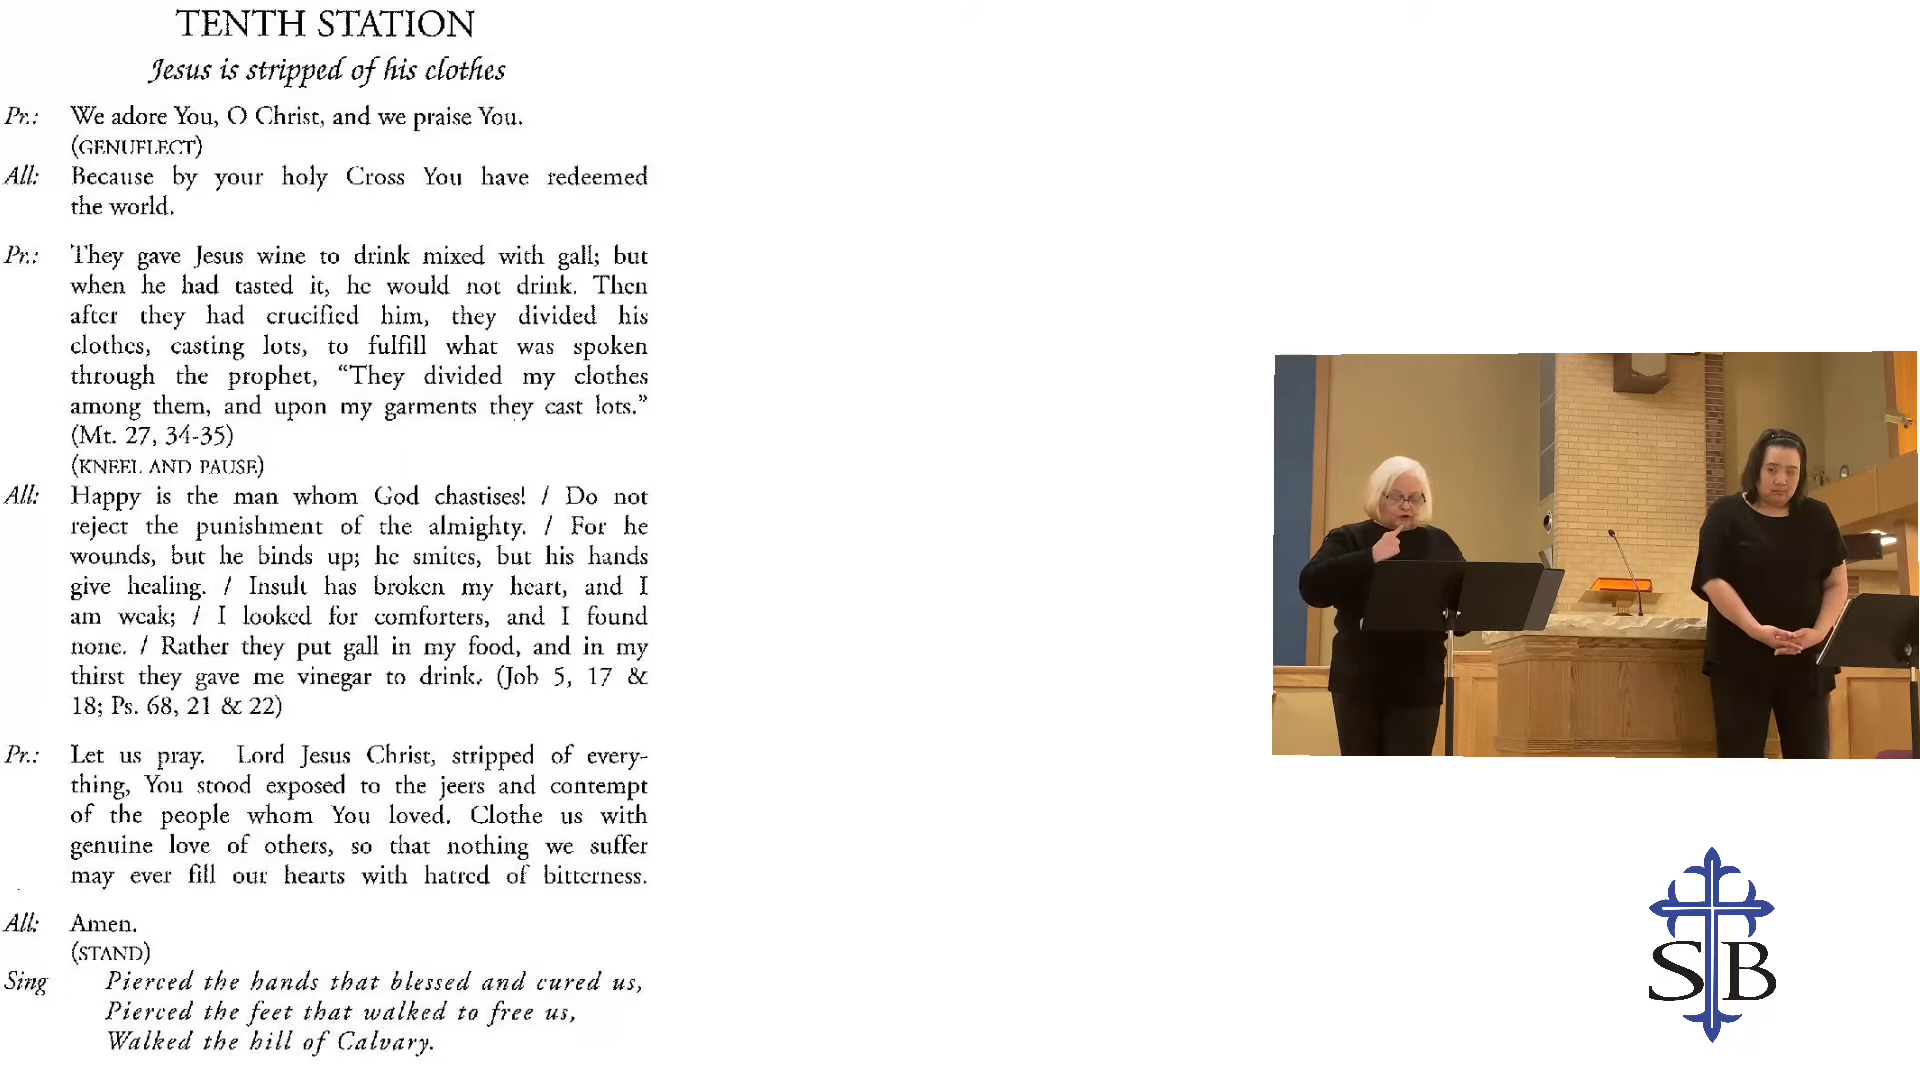 TENTH STATION
Jesus is stripped of his clothes
Pr.: We adore You, O Christ, and we praise You.
(GENUFLECT)
All: Because by your holy Cross You have redeemed
the world.
Pr.: They gave Jesus wine to drink mixed with gall; but
when he had tasted it, he would not drink. Then
after they had crucified him, they divided his
clothes, casting lots, to fulfill what was spoken
through the prophet, “They divided my clothes
among them, and upon my garments they cast lots.”
(Mt. 27, 34-35)
(KNEEL AND PAUSE)
All: Happy is the man whom God chastises! / Do not
reject the punishment of the almighty. / For he
wounds, but he binds up; he smites, but his hands
give healing. / Insult has broken my heart, and I
am weak; / I looked for comforters, and I found
none. / Rather they put gall in my food, and in my
thirst they gave me vinegar to drink. (Job 5, 17 &
18; Ps. 68, 21 & 22)
Pr.: Let us pray. Lord Jesus Christ, stripped of every-
thing, You stood exposed to the jeers and contempt
of the people whom You loved. Clothe us with
genuine love of others, so that nothing we suffer
may ever fill our hearts with hatred of bitterness.
All: Amen.
(STAND)
Sing Pierced the hands that blessed and cured us,
Pierced the feet that walked to free us,
Walked the hill of Calvary.
SB